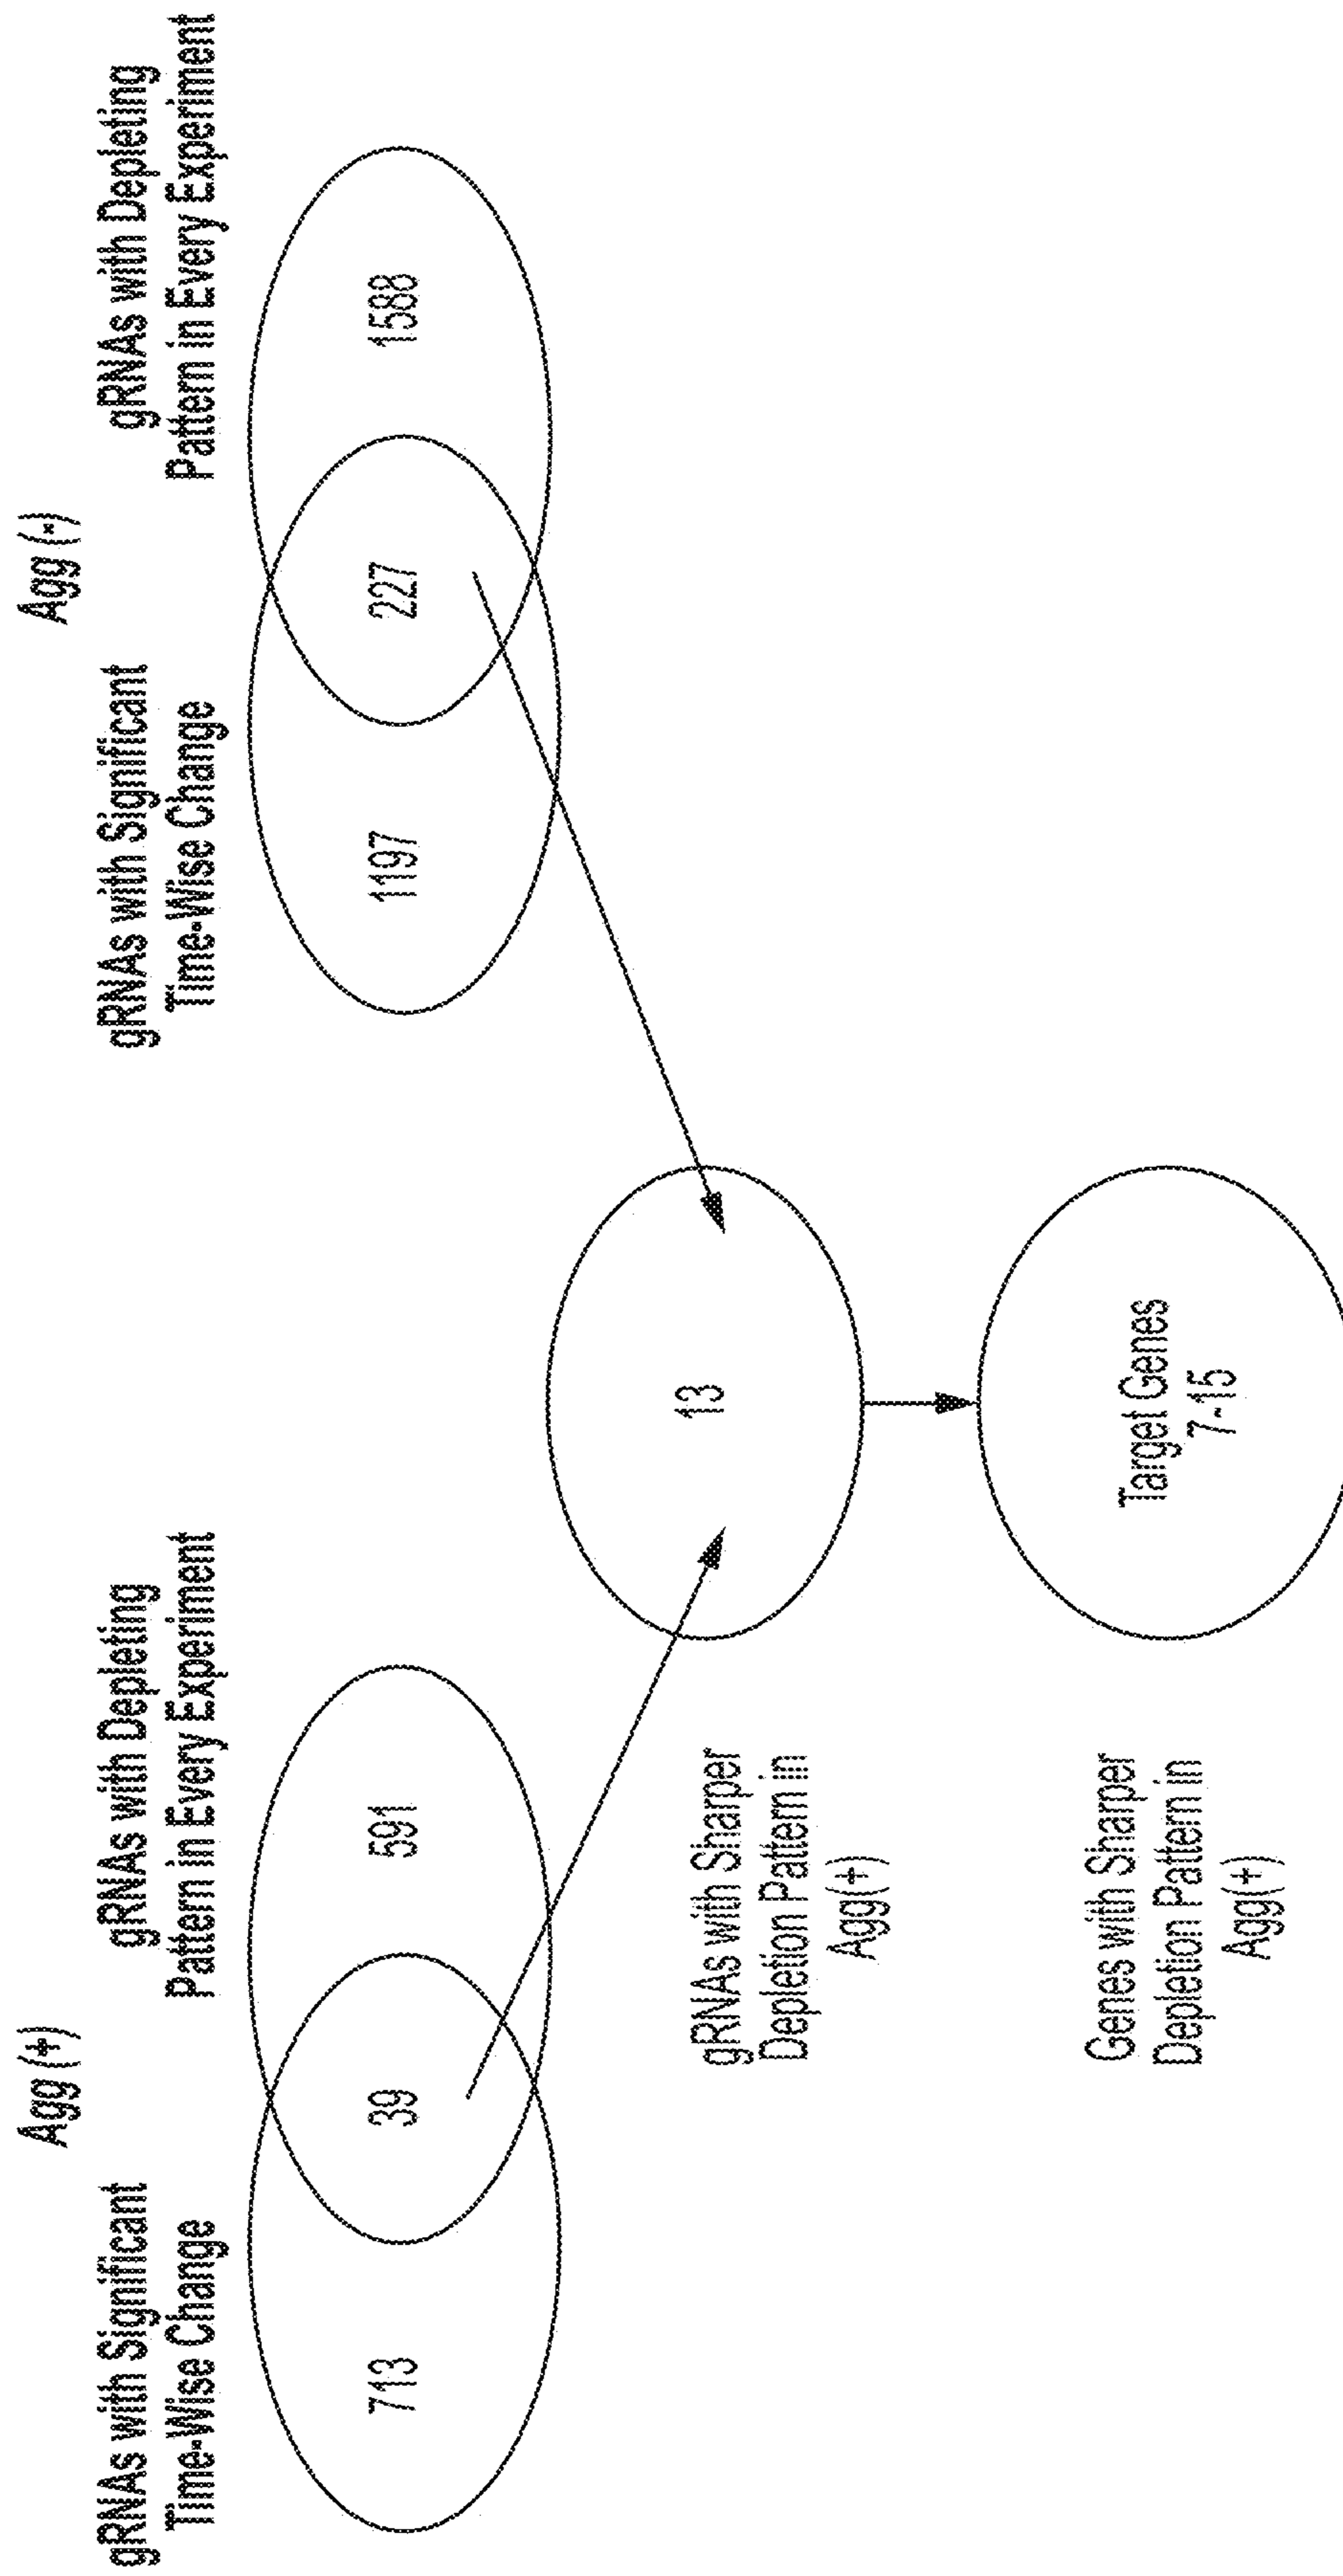 Agg (+)
gRNAs with Significant
Time-Wise Change
gRNAs with Depleting
Pattern in Every Experiment
713
39
591
Agg (-)
gRNAs with Significant
Time-Wise Change
gRNAs with Depleting
Pattern in Every Experiment
1197
227
1588
gRNAs with Sharper
Depletion Pattern in
Agg(+)
13
Genes with Sharper
Depletion Pattern in
Agg(+)
Target Genes
7-15